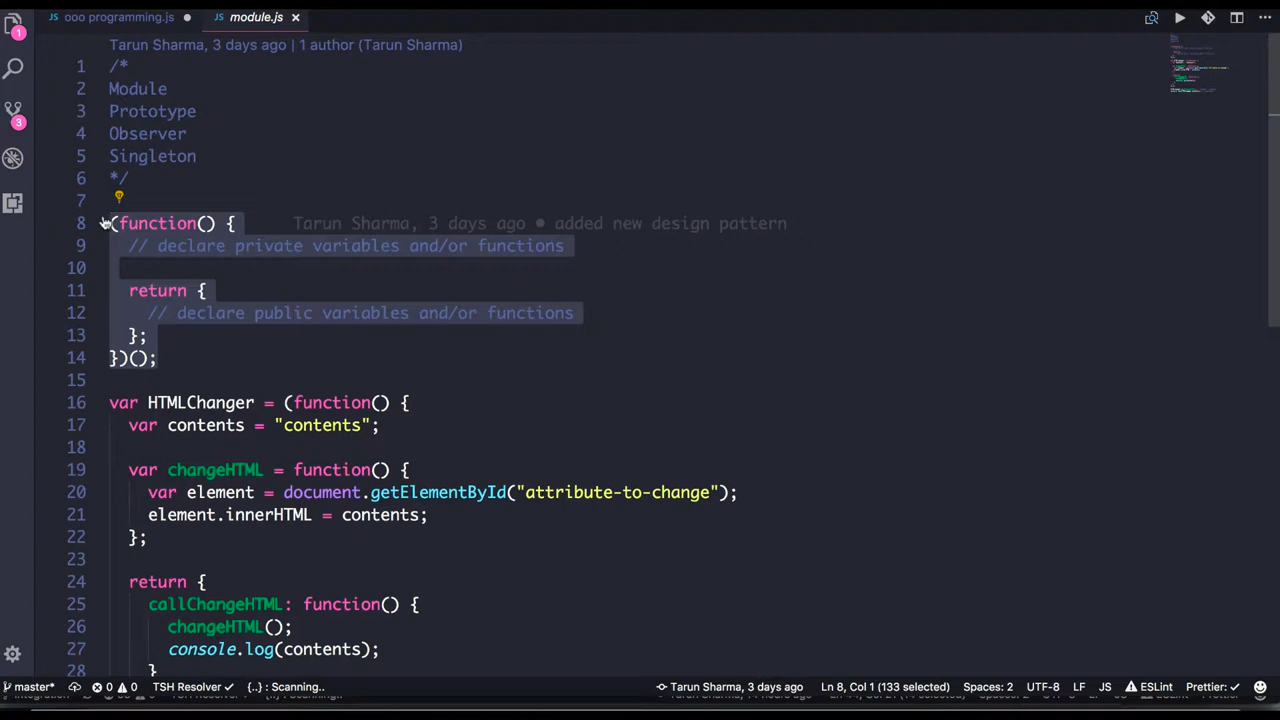 ooo programming.js
JS module.js
1
Tarun Sharma, 3 days ago | 1 author (Tarun Sharma)
1 /*
2 Module
3 Prototype
3
4 Observer
5 Singleton
6 */
7
8 (function() { Tarun Sharma, 3 days ago • added new design pattern
9 // declare private variables and/or functions
10
11 return {
12 // declare public variables and/or functions
13 };
14 })();
15
16 var HTMLChanger = (function() {
17 var contents = "contents";
18
19 var changeHTML = function() {
20 var element = document.getElementById("attribute-to-change");
21 element.innerHTML = contents;
22 };
23
24 return {
25 callChangeHTML: function() {
26 changeHTML();
27 console.log(contents);
28 }
master* 0 0 TSH Resolver ✓ {..} : Scanning.. Tarun Sharma, 3 days ago Ln 8, Col 1 (133 selected) Spaces: 2 UTF-8 LF JS ESLint Prettier: ✓